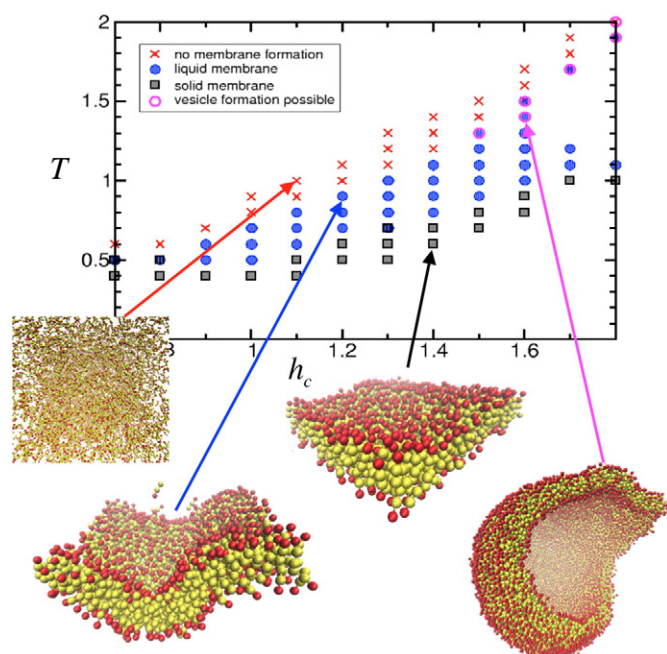 2
no membrane formation
liquid membrane
solid membrane
vesicle formation possible
1.5
T
1
0.5
8 1 1.2 1.4 1.6
h_c